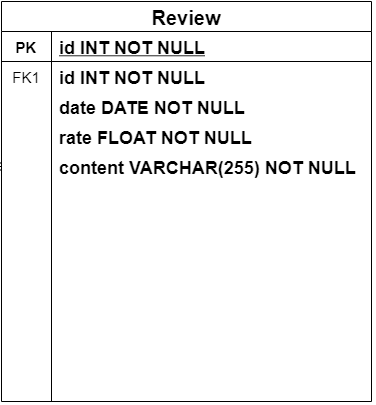 Review
PK id INT NOT NULL
FK1 id INT NOT NULL
date DATE NOT NULL
rate FLOAT NOT NULL
content VARCHAR(255) NOT NULL